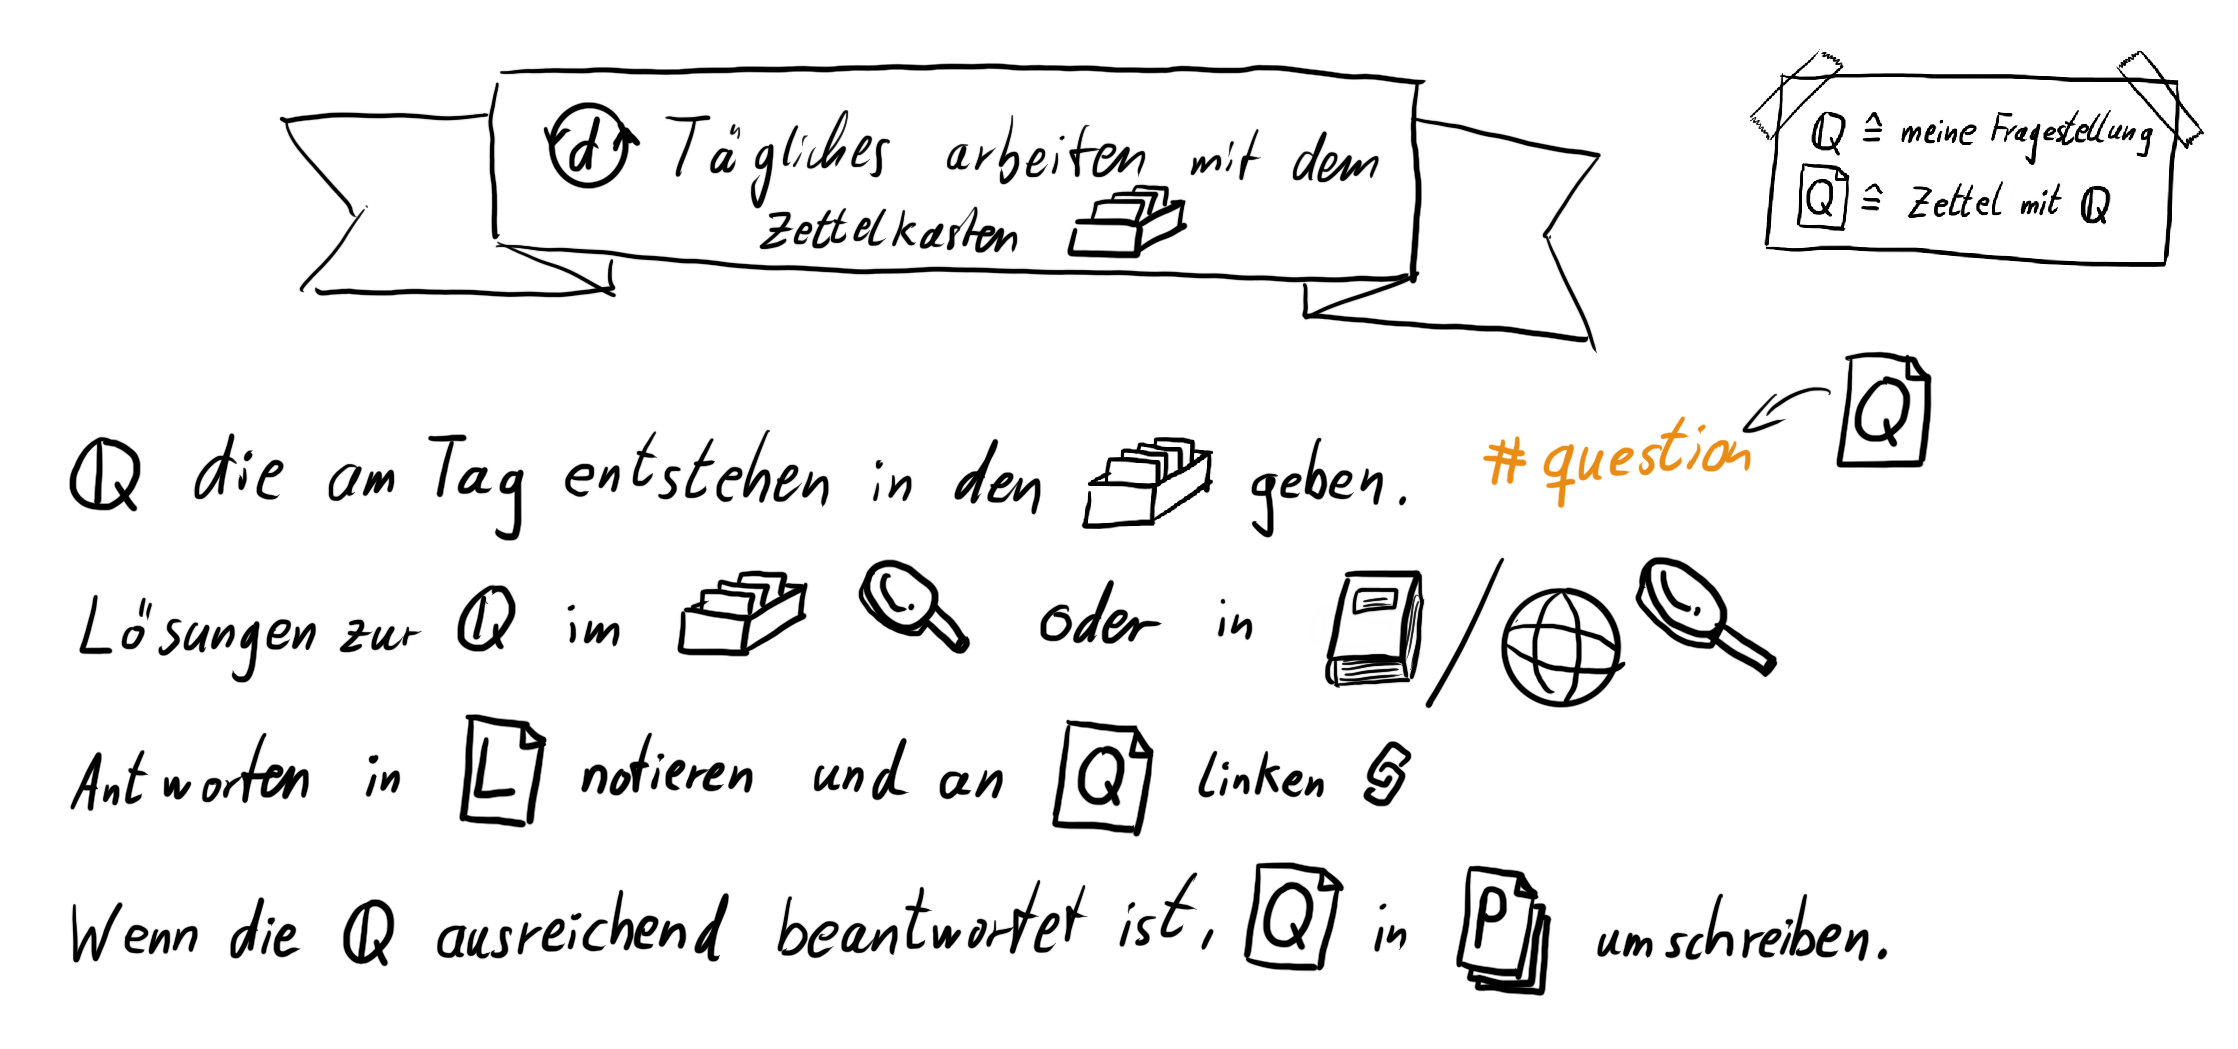 d Tägliches arbeiten mit dem
Zettelkasten
Q ≙ meine Fragestellung
Q ≙ Zettel mit Q
Q die am Tag entstehen in den geben. #question Q
Lösungen zur Q im oder in /
Antworten in L notieren und an Q linken
Wenn die Q ausreichend beantwortet ist, Q in P umschreiben.